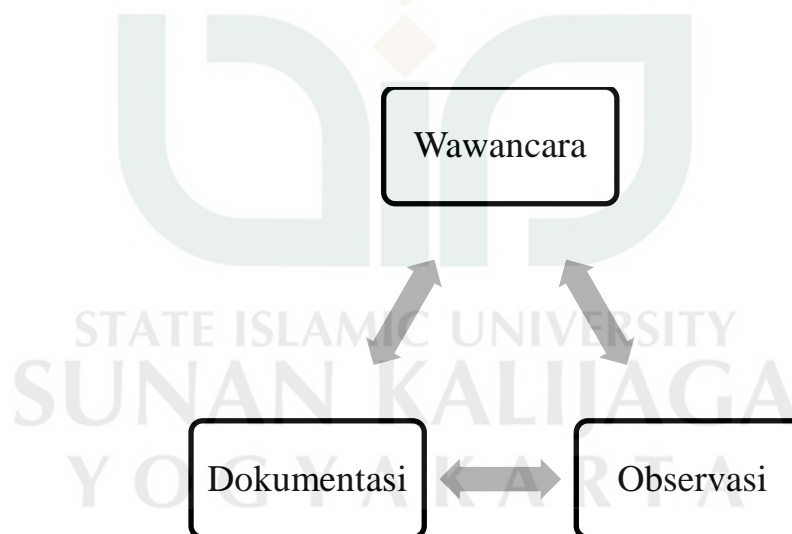 Wawancara
STATE ISLAMIC UNIVERSITY
SUNAN KALIJAGA
YOGYAKARTA
Dokumentasi
Observasi